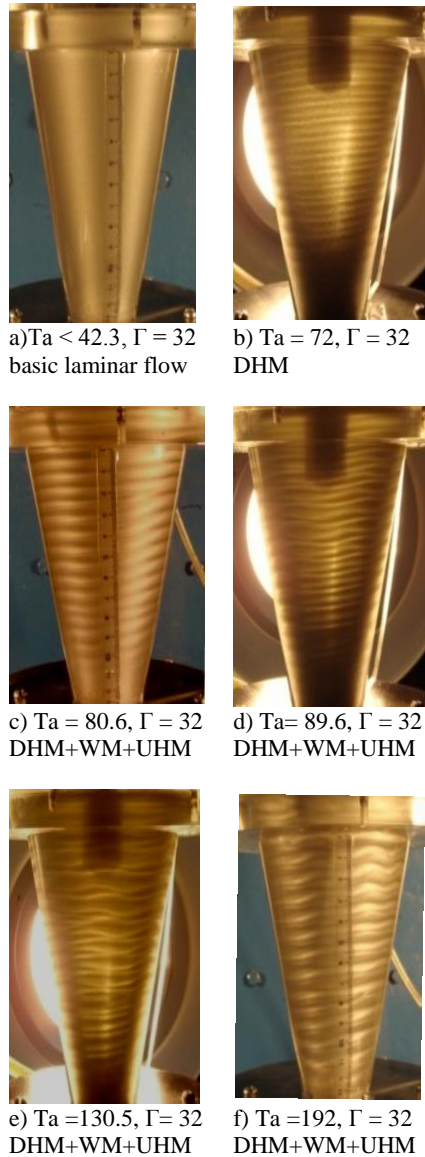 a)Ta < 42.3, Γ = 32
basic laminar flow
b) Ta = 72, Γ = 32
DHM
c) Ta = 80.6, Γ = 32
DHM+WM+UHM
d) Ta= 89.6, Γ = 32
DHM+WM+UHM
e) Ta =130.5, Γ= 32
DHM+WM+UHM
f) Ta =192, Γ = 32
DHM+WM+UHM